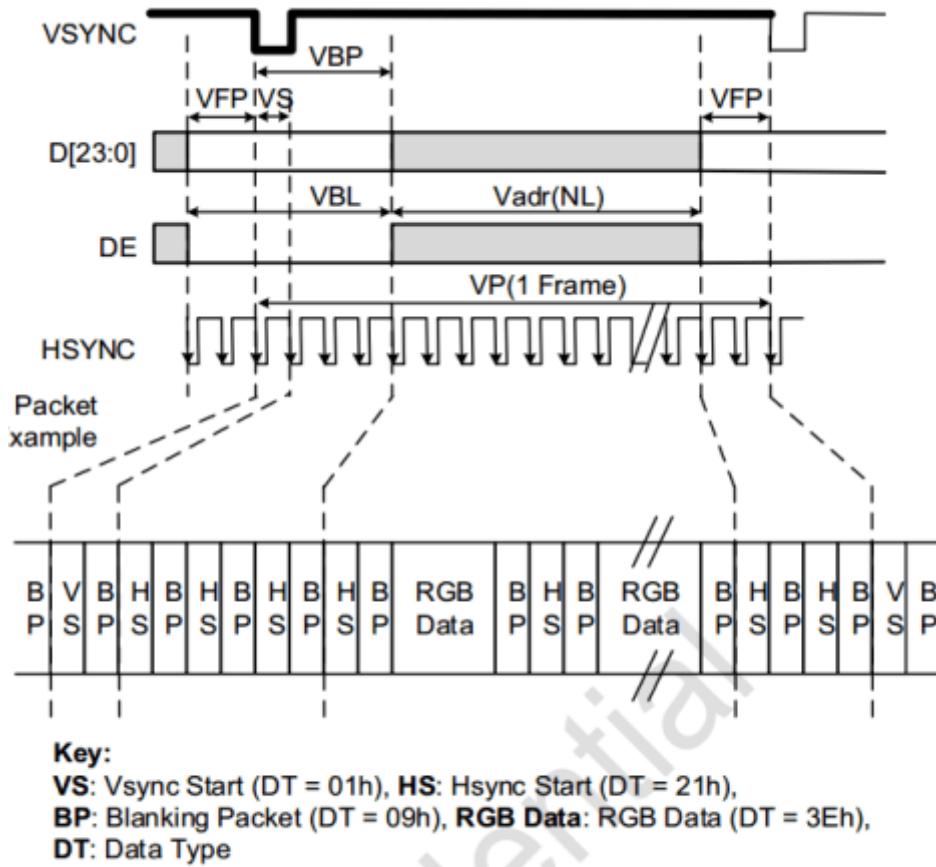 VSYNC
VBP
VFP VS VFP
D[23:0]
VBL Vadr(NL)
DE
VP(1 Frame)
HSYNC
Packet
xample
B V B H B H B H B H B RGB B H B RGB B H B H B V B
P S P S P S P S P S P Data P S P Data P S P S P S P
dential
Key:
VS: Vsync Start (DT = 01h), HS: Hsync Start (DT = 21h),
BP: Blanking Packet (DT = 09h), RGB Data: RGB Data (DT = 3Eh),
DT: Data Type